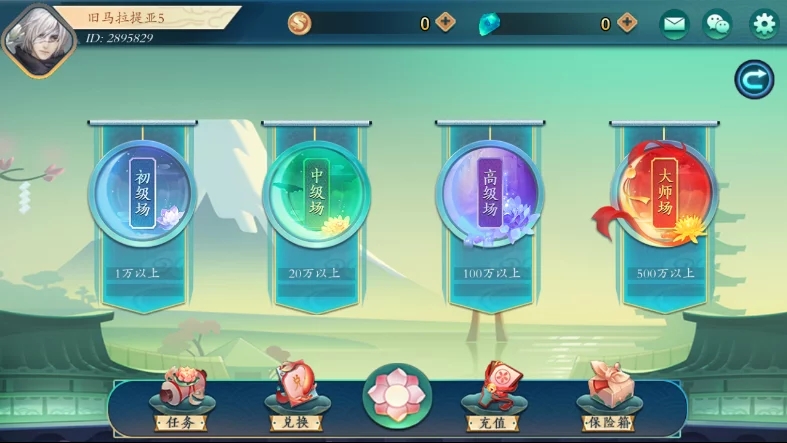 旧马拉提亚5
ID: 2895829
0
0
初级场
中级场
高级场
大师场
1万以上
20万以上
100万以上
500万以上
任务
兑换
充值
保险箱